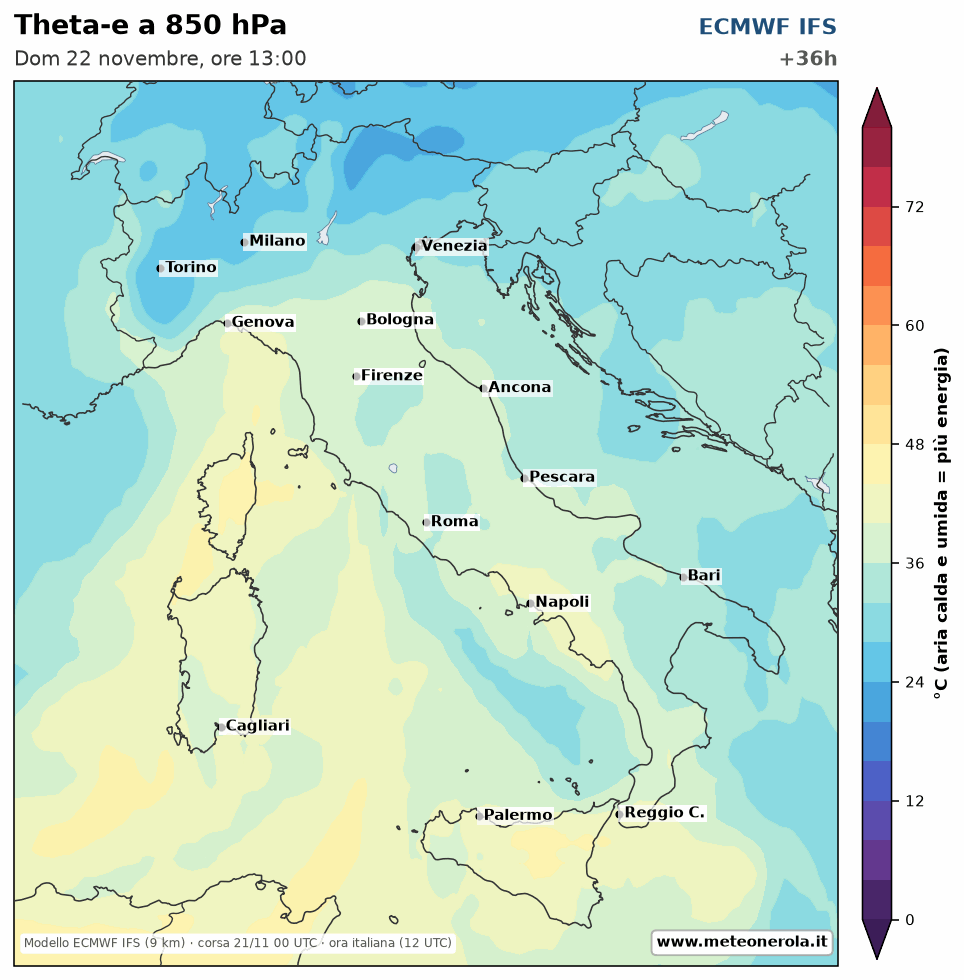 Theta-e a 850 hPa
ECMWF IFS
Dom 22 novembre, ore 13:00
+36h
Milano
Venezia
Torino
Genova
Bologna
Firenze
Ancona
Pescara
Roma
Bari
Napoli
Cagliari
Palermo
Reggio C.
72
60
48
36
24
12
0
°C (aria calda e umida = più energia)
Modello ECMWF IFS (9 km) · corsa 21/11 00 UTC · ora italiana (12 UTC)
www.meteonerola.it